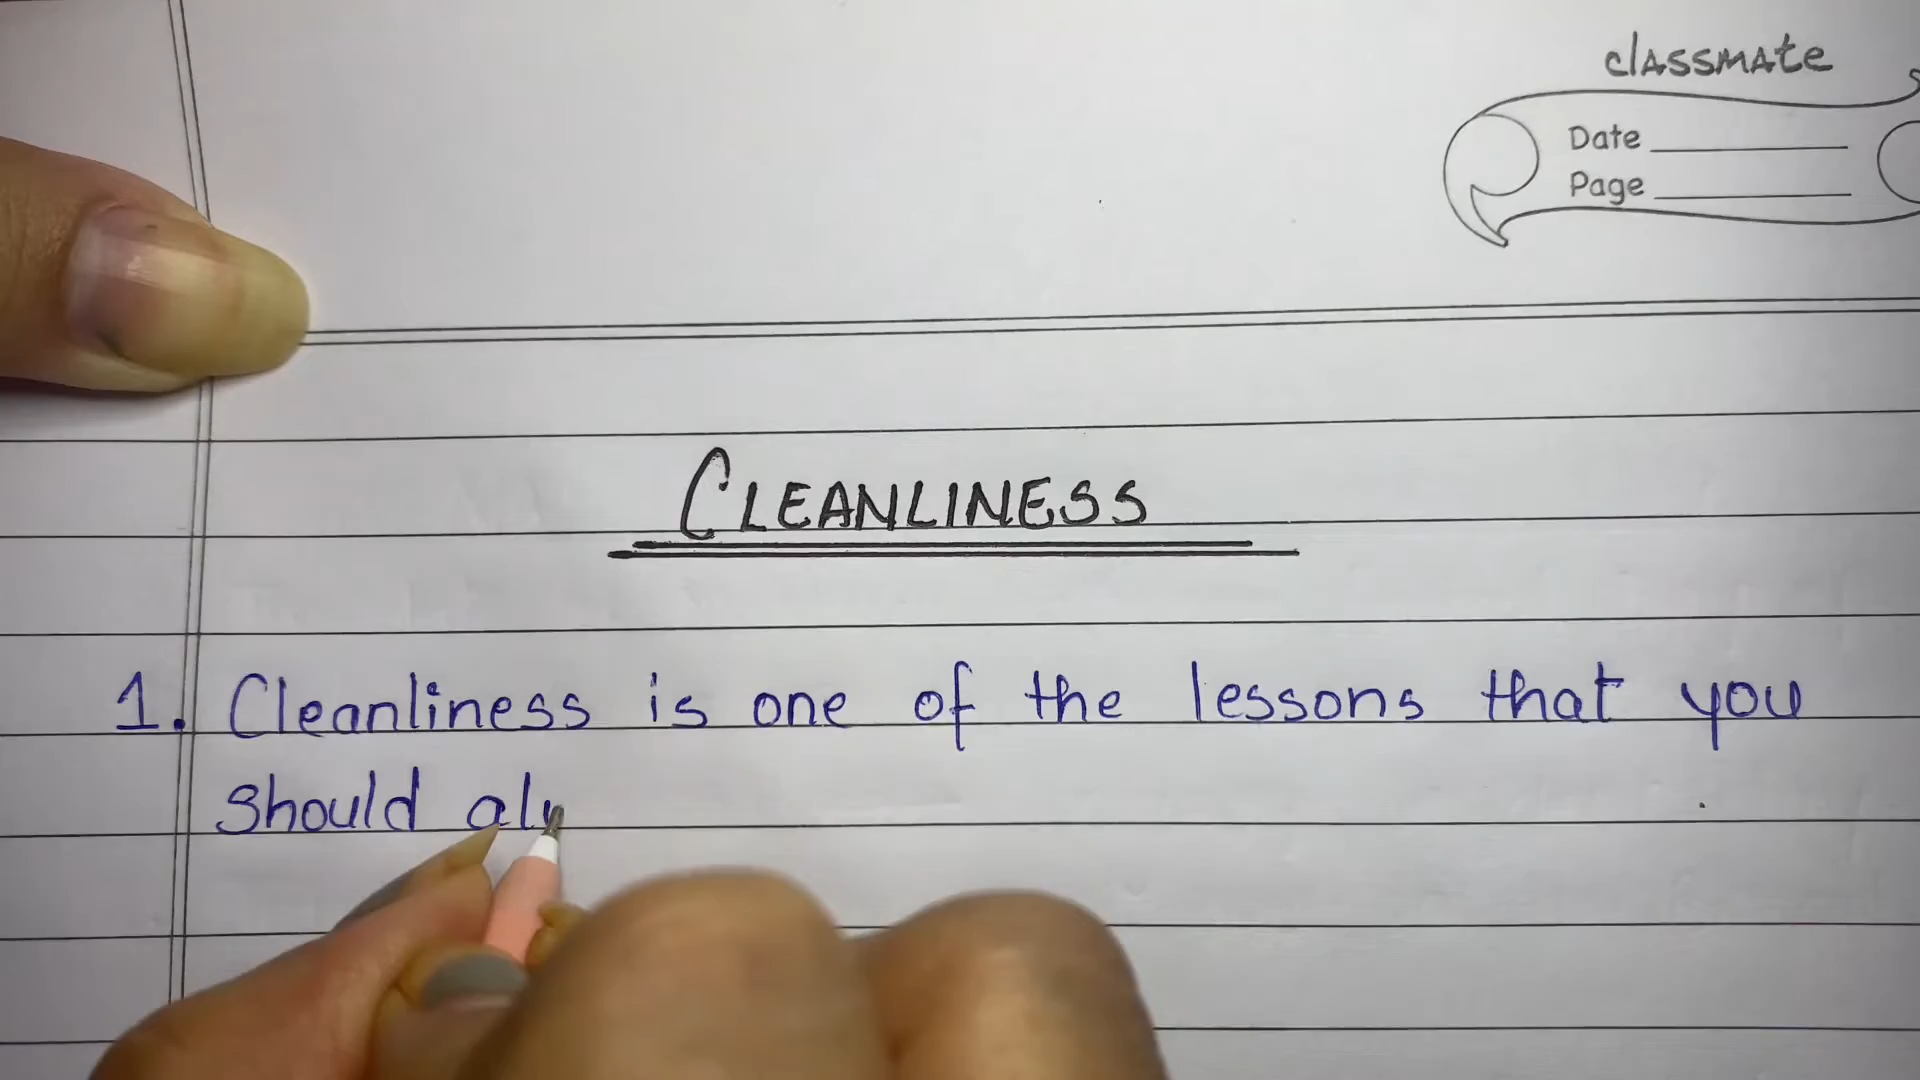 classmate
Date
Page
CLEANLINESS
1. Cleanliness is one of the lessons that you
should